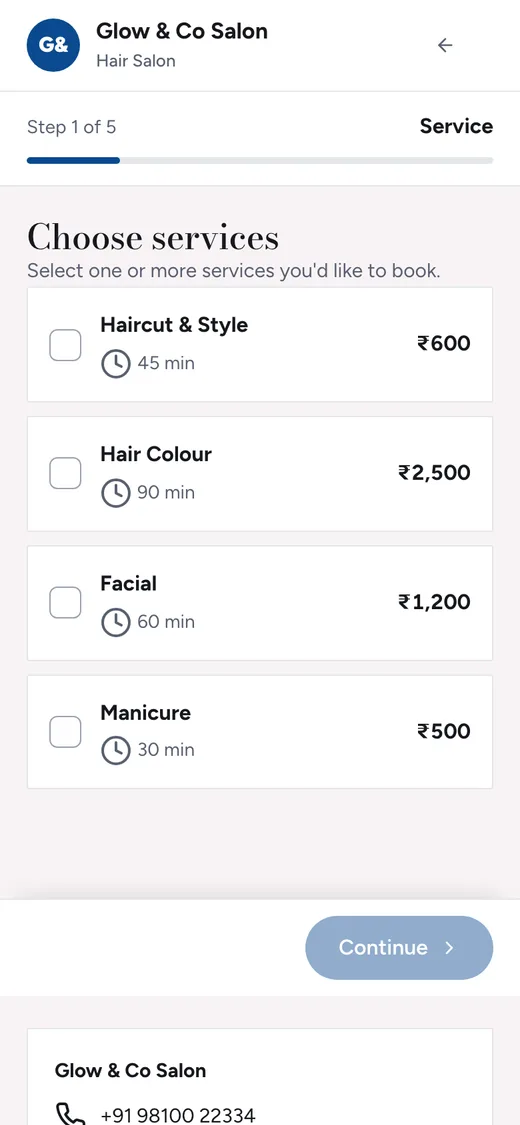 G&
Glow & Co Salon
Hair Salon
Step 1 of 5
Service
Choose services
Select one or more services you'd like to book.
Haircut & Style
45 min
₹600
Hair Colour
90 min
₹2,500
Facial
60 min
₹1,200
Manicure
30 min
₹500
Continue
Glow & Co Salon
+91 98100 22334